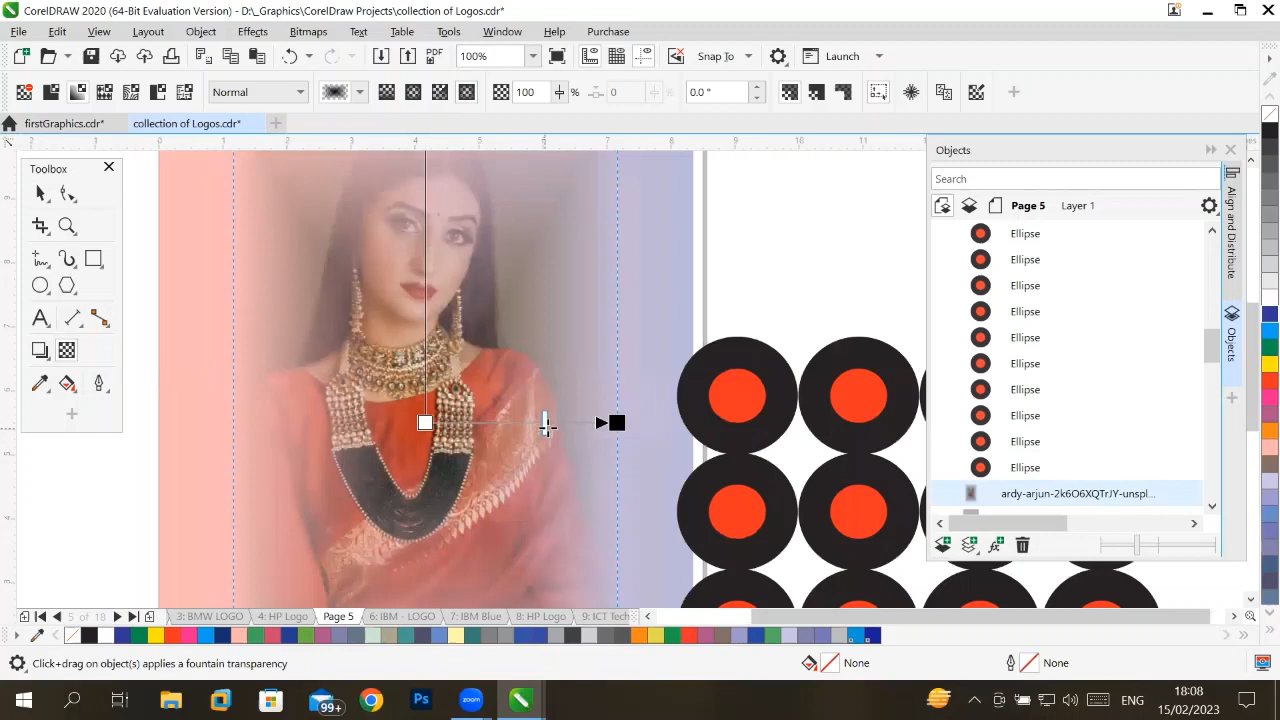 CorelDRAW 2020 (64-Bit Evaluation Version) - D:\_Graphics\CorelDraw Projects\collection of Logos.cdr*
File Edit View Layout Object Effects Bitmaps Text Table Tools Window Help Purchase
PDF 100% Snap To Launch
Normal 100 % 0 % 0.0 °
firstGraphics.cdr* collection of Logos.cdr*
Toolbox
Objects
Search
Page 5 Layer 1
Ellipse
Ellipse
Ellipse
Ellipse
Ellipse
Ellipse
Ellipse
Ellipse
Ellipse
Ellipse
ardy-arjun-2k6O6XQTrJY-unspl...
Align and Distribute
Objects
5 of 18 3: BMW LOGO 4: HP Logo Page 5 6: IBM - LOGO 7: IBM Blue 8: HP Logo 9: ICT Tech
Click+drag on object(s) applies a fountain transparency None None
99+ Ps zoom ENG 18:08
15/02/2023